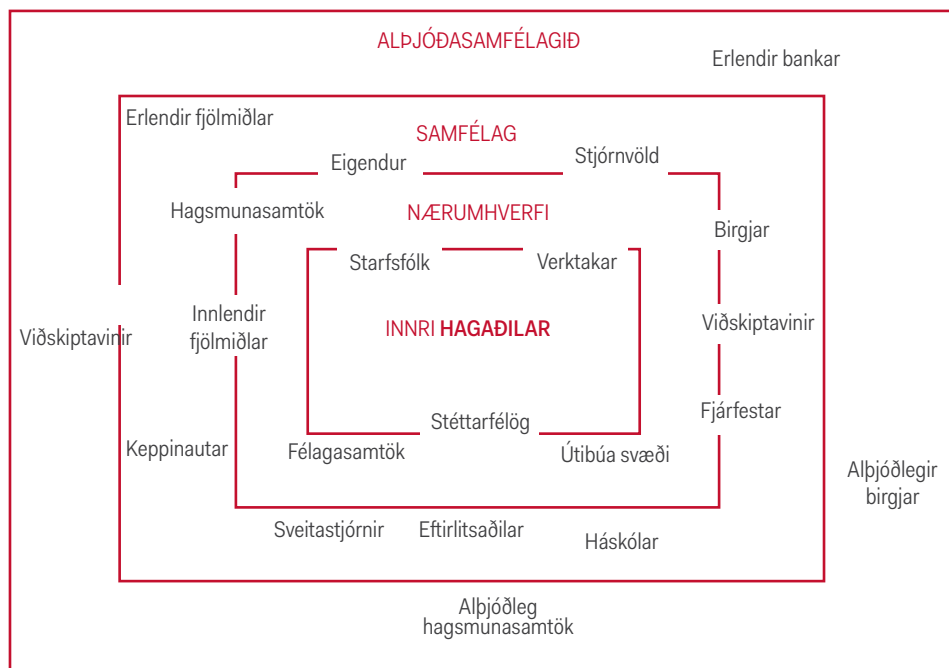 ALÞJÓÐASAMFÉLAGIÐ
Erlendir bankar
Erlendir fjölmiðlar
SAMFÉLAG
Eigendur
Stjórnvöld
Hagsmunasamtök
NÆRUMHVERFI
Birgjar
Starfsfólk
Verktakar
Viðskiptavinir
Innlendir
fjölmiðlar
INNRI HAGAÐILAR
Viðskiptavinir
Fjárfestar
Stéttarfélög
Keppinautar
Félagasamtök
Útibúa svæði
Alþjóðlegir
birgjar
Sveitastjórnir
Eftirlitsaðilar
Háskólar
Alþjóðleg
hagsmunasamtök